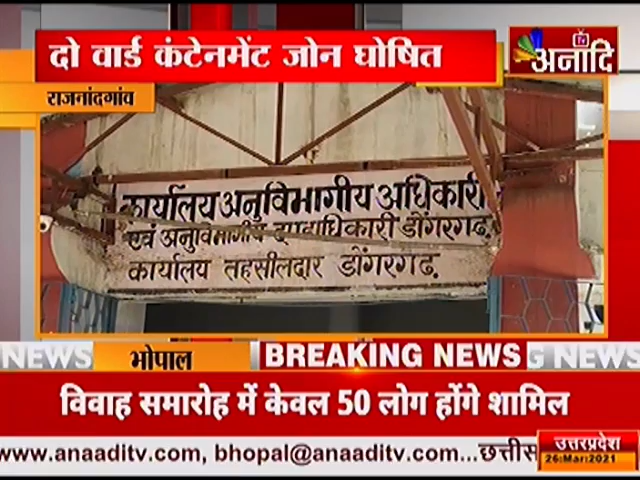 दो वार्ड कंटेनमेंट जोन घोषित
tv
अनादि
राजनांदगांव
कार्यालय अनुविभागीय अधिकारी
एवं अनुविभागीय दण्डाधिकारी डोंगरगढ़
कार्यालय तहसीलदार डोंगरगढ़
NEWS
भोपाल
BREAKING NEWS
G NEWS
विवाह समारोह में केवल 50 लोग होंगे शामिल
www.anaaditv.com, bhopal@anaaditv.com...छत्तीस
उत्तरप्रदेश
26:Mar:2021